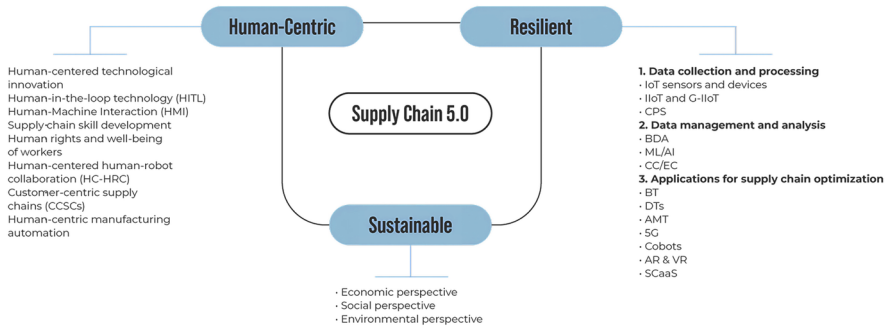 Human-Centric
Resilient
Supply Chain 5.0
Sustainable
Human-centered technological
innovation
Human-in-the-loop technology (HITL)
Human-Machine Interaction (HMI)
Supply-chain skill development
Human rights and well-being
of workers
Human-centered human-robot
collaboration (HC-HRC)
Customer-centric supply
chains (CCSCs)
Human-centric manufacturing
automation
1. Data collection and processing
· IoT sensors and devices
· IIoT and G-IIoT
· CPS
2. Data management and analysis
· BDA
· ML/AI
· CC/EC
3. Applications for supply chain optimization
· BT
· DTs
· AMT
· 5G
· Cobots
· AR & VR
· SCaaS
· Economic perspective
· Social perspective
· Environmental perspective